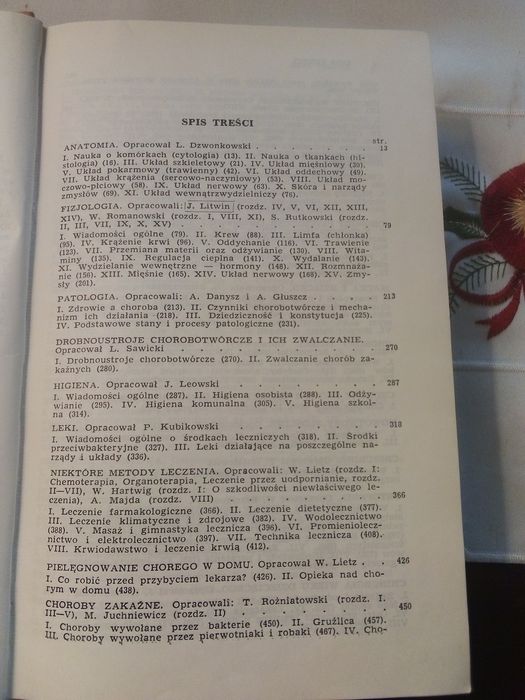 SPIS TREŚCI
str.
ANATOMIA. Opracował L. Dzwonkowski . . . . . . 13
I. Nauka o komórkach (cytologia) (13). II. Nauka o tkankach (hi-
stologia) (16). III. Układ szkieletowy (21). IV. Układ mięśniowy (30).
V. Układ pokarmowy (trawienny) (42). VI. Układ oddechowy (49).
VII. Układ krążenia (sercowo-naczyniowy) (53). VIII. Układ mo-
czowo-płciowy (58). IX. Układ nerwowy (63). X. Skóra i narządy
zmysłów (69). XI. Układ wewnątrzwydzielniczy (76).
FIZJOLOGIA. Opracowali: J. Litwin (rozdz. IV, V, VI, XII, XIII,
XIV), W. Romanowski (rozdz. I, VIII, XI), S. Rutkowski (rozdz.
II, III, VII, IX, X, XV) . . . . . . . . . 79
I. Wiadomości ogólne (79). II. Krew (88). III. Limfa (chłonka)
(95). IV. Krążenie krwi (96). V. Oddychanie (116). VI. Trawienie
(123). VII. Przemiana materii oraz odżywianie (130). VIII. Wita-
miny (135). IX. Regulacja cieplna (141). X. Wydalanie (143).
XI. Wydzielanie wewnętrzne — hormony (148). XII. Rozmnaża-
nie (156). XIII. Mięśnie (165). XIV. Układ nerwowy (168). XV. Zmy-
sły (201).
PATOLOGIA. Opracowali: A. Danysz i A. Głuszcz . . . . 213
I. Zdrowie a choroba (213). II. Czynniki chorobotwórcze i mecha-
nizm ich działania (218). III. Dziedziczność i konstytucja (225).
IV. Podstawowe stany i procesy patologiczne (231).
DROBNOUSTROJE CHOROBOTWÓRCZE I ICH ZWALCZANIE.
Opracował L. Sawicki . . . . . . . . . . 270
I. Drobnoustroje chorobotwórcze (270). II. Zwalczanie chorób za-
kaźnych (280).
HIGIENA. Opracował J. Leowski . . . . . . . 287
I. Wiadomości ogólne (287). II. Higiena osobista (288). III. Odży-
wianie (295). IV. Higiena komunalna (305). V. Higiena szkol-
na (314).
LEKI. Opracował P. Kubikowski . . . . . . . 318
I. Wiadomości ogólne o środkach leczniczych (318). II. Środki
przeciwbakteryjne (327). III. Leki działające na poszczególne na-
rządy i układy (336).
NIEKTÓRE METODY LECZENIA. Opracowali: W. Lietz (rozdz. I:
Chemoterapia, Organoterapia, Leczenie przez uodpornianie, rozdz.
II—VII), W. Hartwig (rozdz. I: O szkodliwości niewłaściwego le-
czenia), A. Majda (rozdz. VIII) . . . . . . . 366
I. Leczenie farmakologiczne (366). II. Leczenie dietetyczne (377).
III. Leczenie klimatyczne i zdrojowe (382). IV. Wodolecznictwo
(388). V. Masaż i gimnastyka lecznicza (396). VI. Promieniolecz-
nictwo i elektrolecznictwo (397). VII. Technika lecznicza (408).
VIII. Krwiodawstwo i leczenie krwią (412).
PIELĘGNOWANIE CHOREGO W DOMU. Opracował W. Lietz . . 426
I. Co robić przed przybyciem lekarza? (426). II. Opieka nad cho-
rym w domu (438).
CHOROBY ZAKAŹNE. Opracowali: T. Rożniatowski (rozdz. I.
III—V), M. Juchniewicz (rozdz. II) . . . . . . 450
I. Choroby wywołane przez bakterie (450). II. Gruźlica (457).
III. Choroby wywołane przez pierwotniaki i robaki (467). IV. Cho-